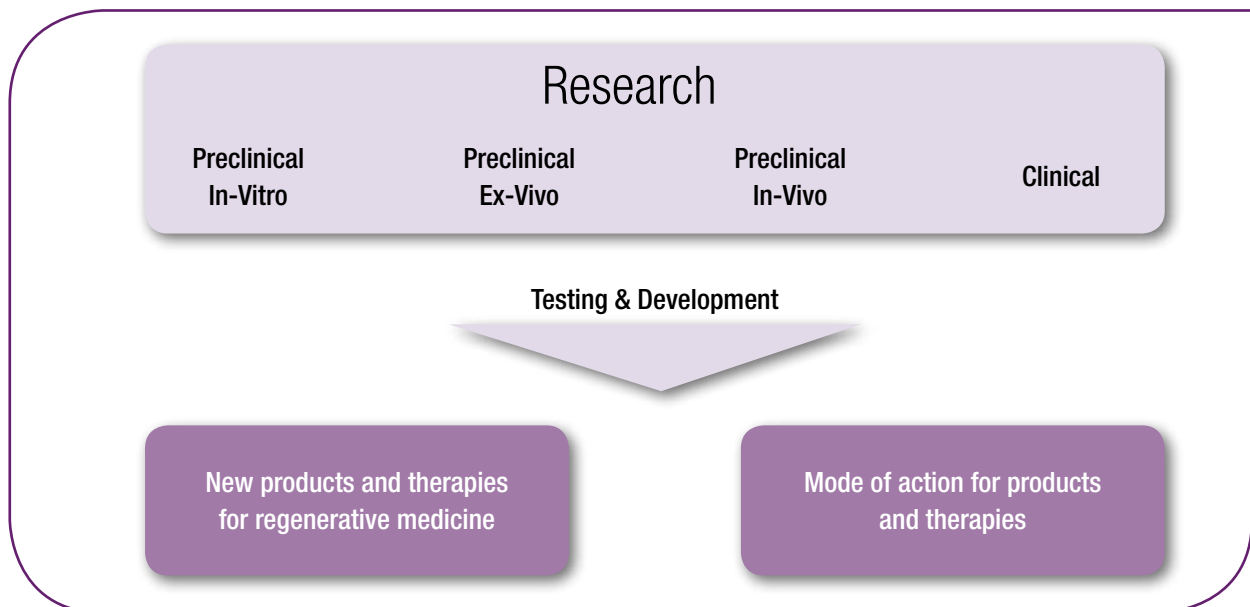 Research
Preclinical
In-Vitro
Preclinical
Ex-Vivo
Preclinical
In-Vivo
Clinical
Testing & Development
New products and therapies
for regenerative medicine
Mode of action for products
and therapies